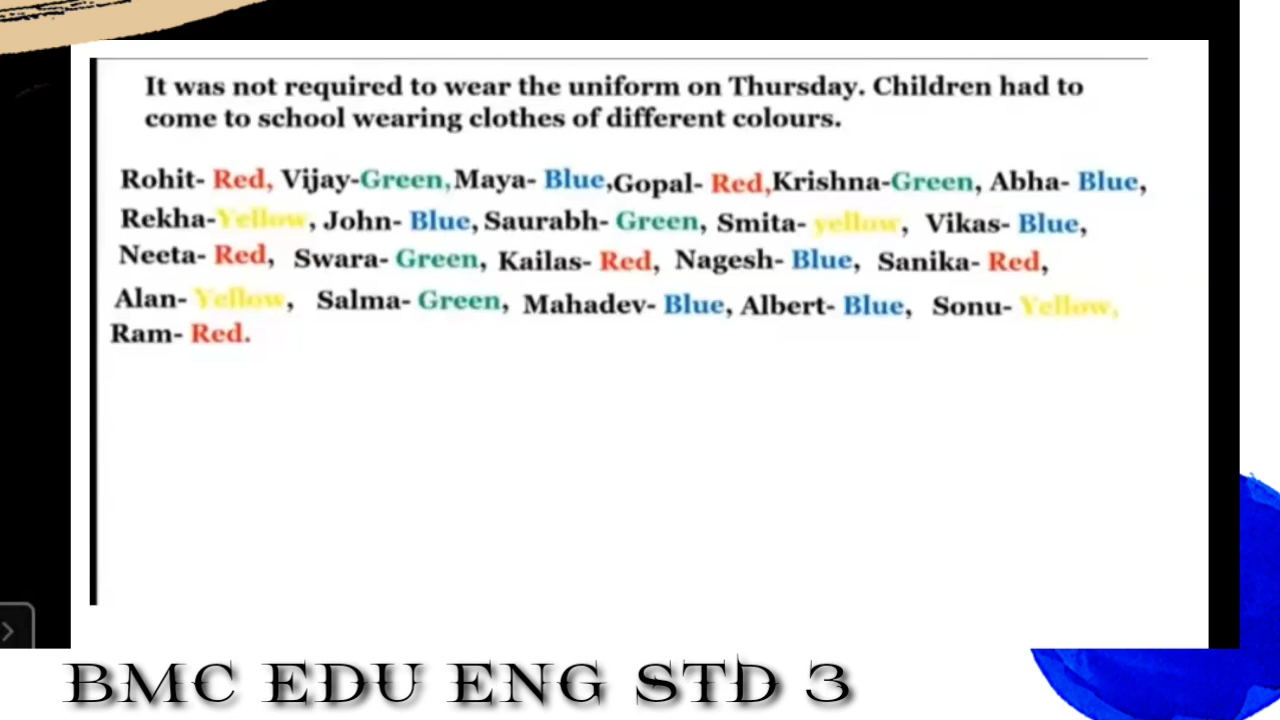 It was not required to wear the uniform on Thursday. Children had to
come to school wearing clothes of different colours.
Rohit- Red, Vijay-Green, Maya- Blue,Gopal- Red,Krishna-Green, Abha- Blue,
Rekha-Yellow, John- Blue, Saurabh- Green, Smita- yellow, Vikas- Blue,
Neeta- Red, Swara- Green, Kailas- Red, Nagesh- Blue, Sanika- Red,
Alan- Yellow, Salma- Green, Mahadev- Blue, Albert- Blue, Sonu- Yellow,
Ram- Red.
BMC EDU ENG STD 3